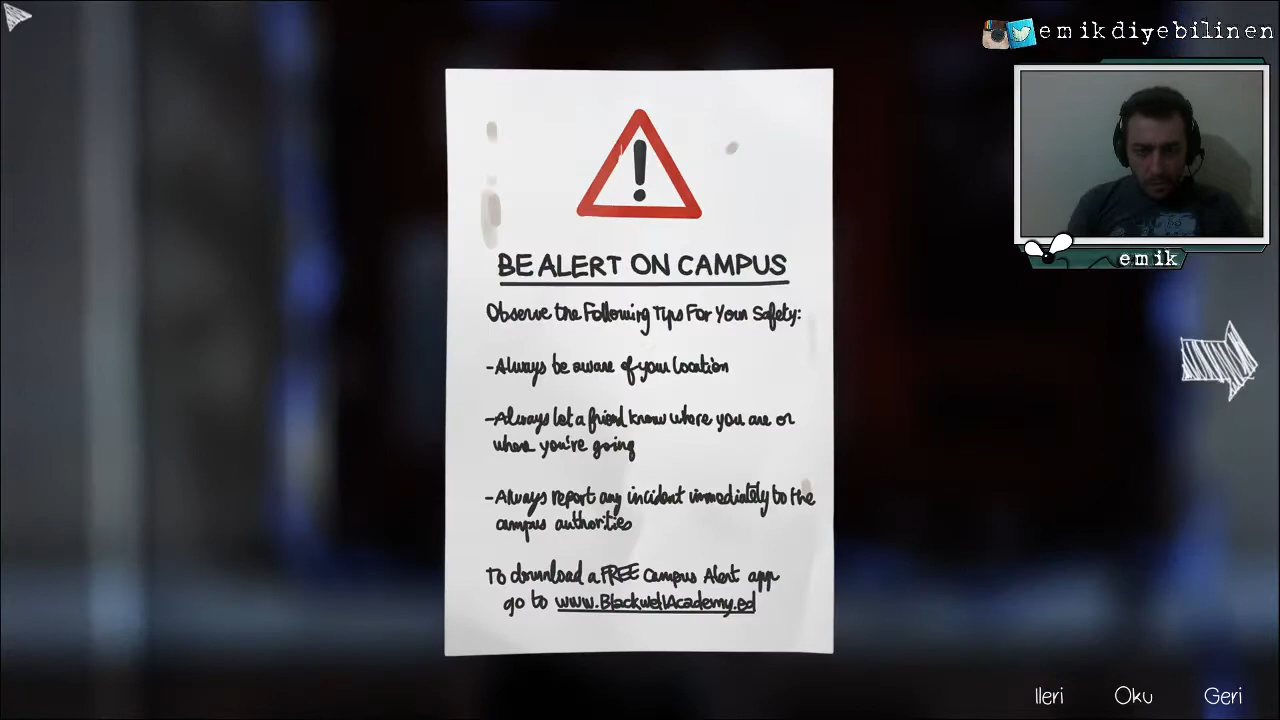 emikdiyebilinen
emik
!
BE ALERT ON CAMPUS
Observe the Following Tips For Your Safety:
-Always be aware of your location
-Always let a friend know where you are or
where you're going
-Always report any incident immediately to the
campus authorities
To download a FREE Campus Alert app
go to www.BlackwellAcademy.ed
Ileri Oku Geri